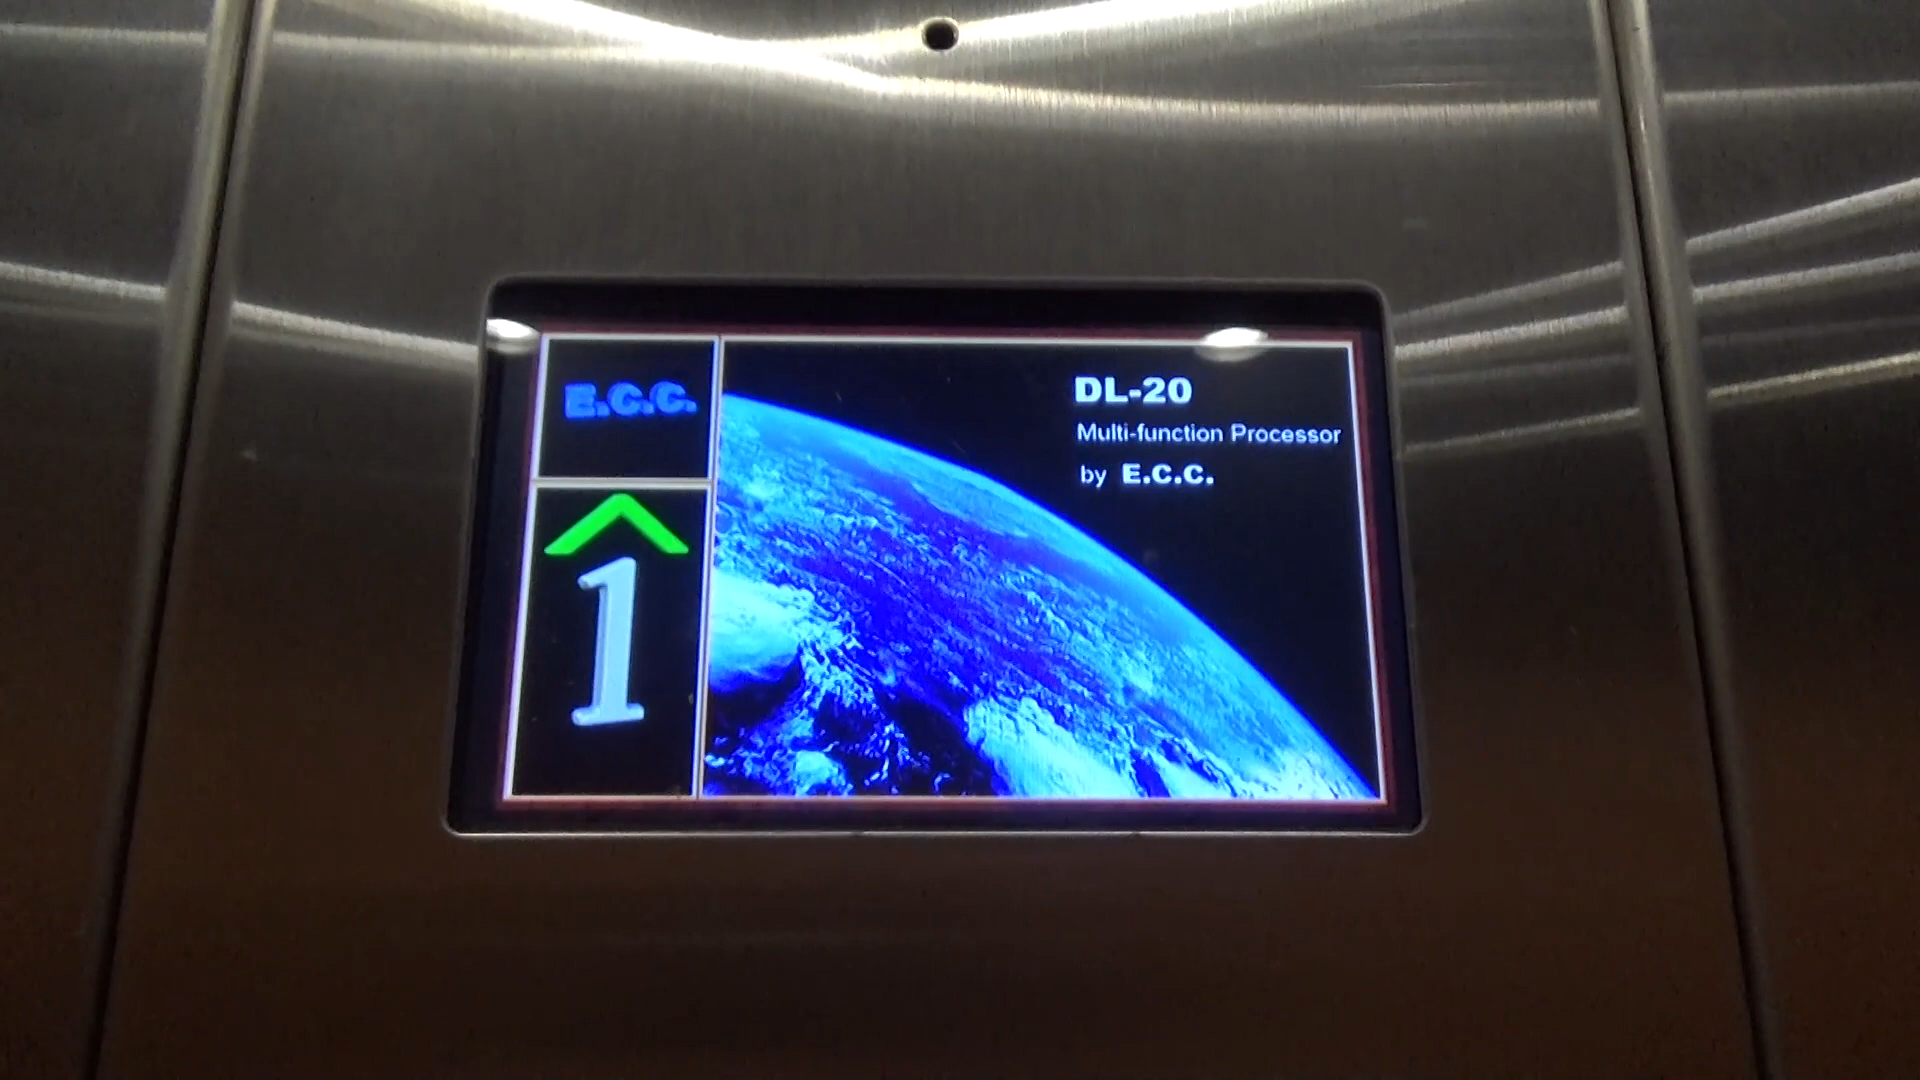 E.C.C.
1
DL-20
Multi-function Processor
by E.C.C.